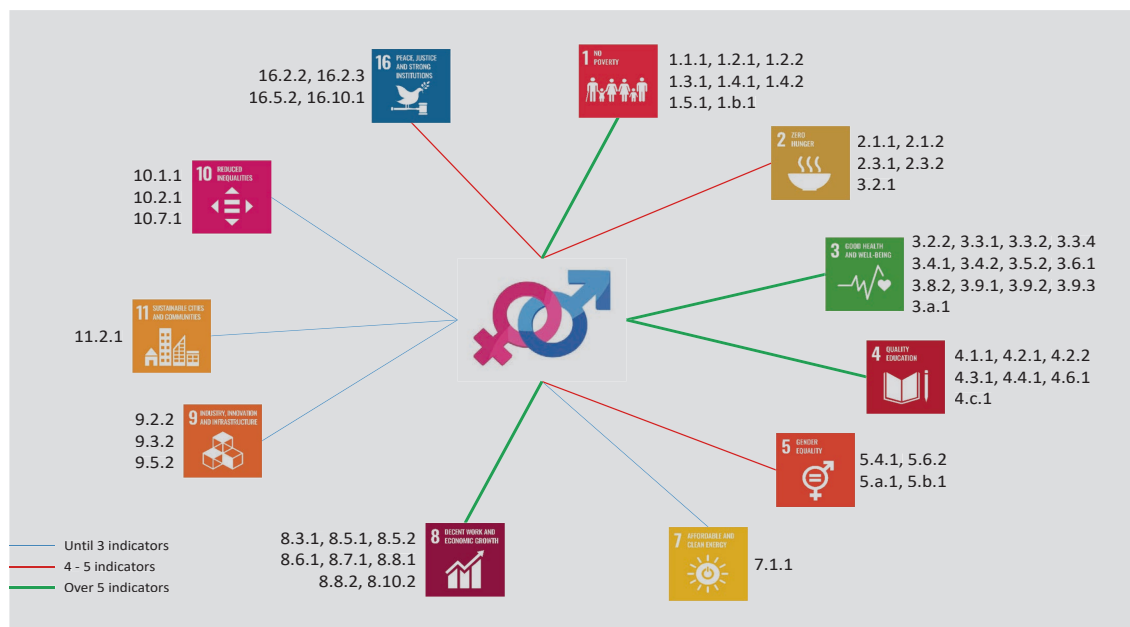 16 PEACE, JUSTICE
AND STRONG
INSTITUTIONS
16.2.2, 16.2.3
16.5.2, 16.10.1
1 NO
POVERTY
1.1.1, 1.2.1, 1.2.2
1.3.1, 1.4.1, 1.4.2
1.5.1, 1.b.1
2 ZERO
HUNGER
2.1.1, 2.1.2
2.3.1, 2.3.2
3.2.1
10 REDUCED
INEQUALITIES
10.1.1
10.2.1
10.7.1
3 GOOD HEALTH
AND WELL-BEING
3.2.2, 3.3.1, 3.3.2, 3.3.4
3.4.1, 3.4.2, 3.5.2, 3.6.1
3.8.2, 3.9.1, 3.9.2, 3.9.3
3.a.1
11 SUSTAINABLE CITIES
AND COMMUNITIES
11.2.1
4 QUALITY
EDUCATION
4.1.1, 4.2.1, 4.2.2
4.3.1, 4.4.1, 4.6.1
4.c.1
9 INDUSTRY, INNOVATION
AND INFRASTRUCTURE
9.2.2
9.3.2
9.5.2
5 GENDER
EQUALITY
5.4.1, 5.6.2
5.a.1, 5.b.1
8 DECENT WORK AND
ECONOMIC GROWTH
8.3.1, 8.5.1, 8.5.2
8.6.1, 8.7.1, 8.8.1
8.8.2, 8.10.2
7 AFFORDABLE AND
CLEAN ENERGY
7.1.1
Until 3 indicators
4 - 5 indicators
Over 5 indicators